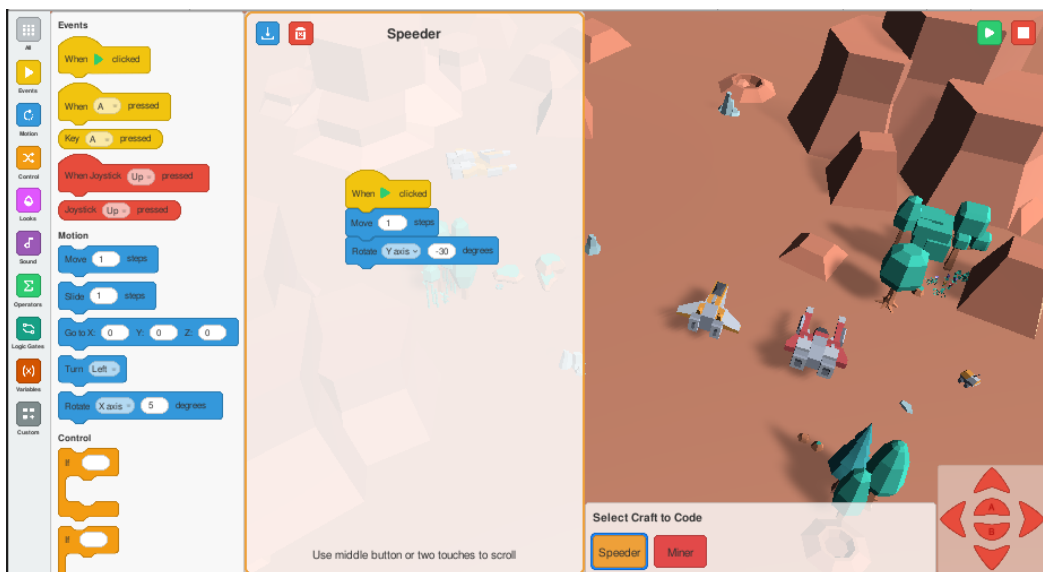 All
Events
Motion
Control
Looks
Sound
Operators
Logic Gates
Variables
Custom
Events
When clicked
When A pressed
Key A pressed
When Joystick Up pressed
Joystick Up pressed
Motion
Move 1 steps
Slide 1 steps
Go to X: 0 Y: 0 Z: 0
Turn Left
Rotate X axis 5 degrees
Control
If
If
Speeder
When clicked
Move 1 steps
Rotate Y axis -30 degrees
Use middle button or two touches to scroll
Select Craft to Code
Speeder Miner
A
B